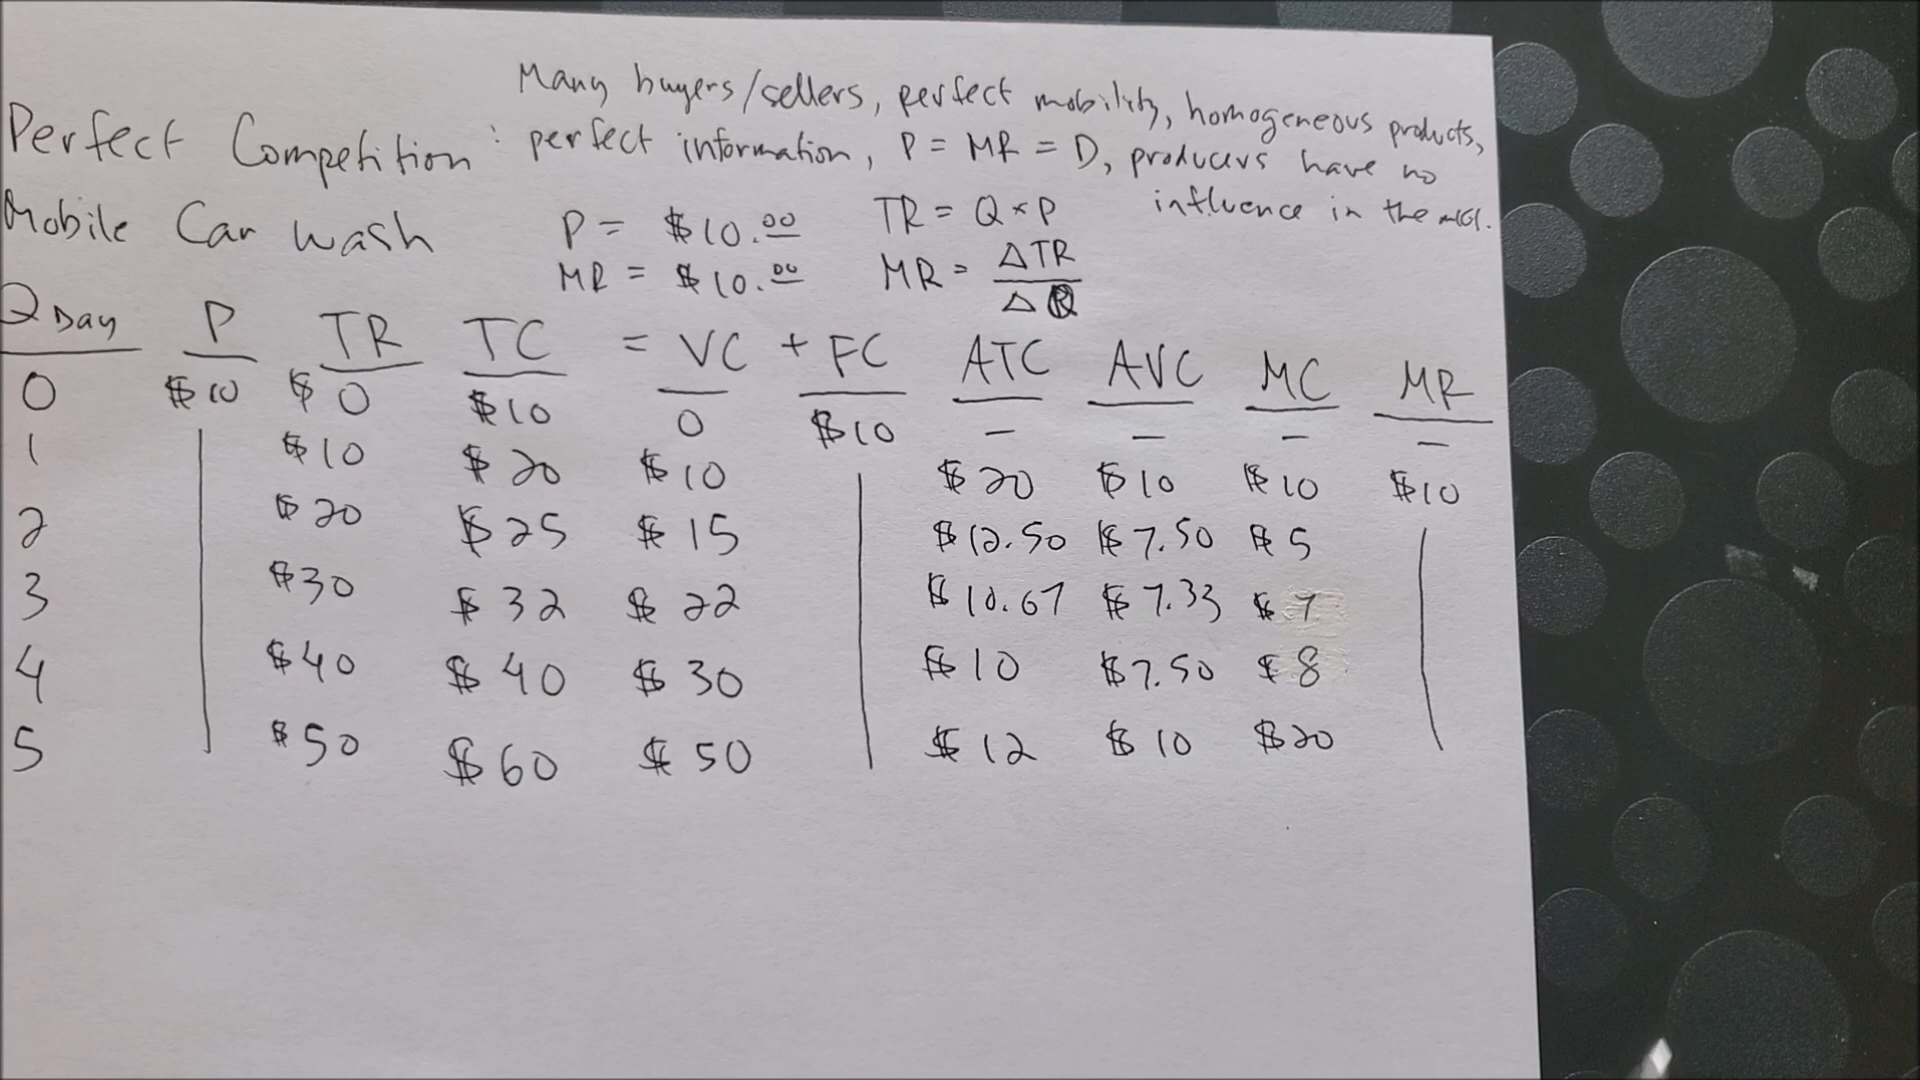 Many buyers/sellers, perfect mobility, homogeneous products,
Perfect Competition: perfect information, P = MR = D, producers have no
influence in the mkt.
Mobile Car Wash P = $10.00 TR = Q × P
MR = $10.00 MR = ΔTR / ΔQ
Q Day P TR TC = VC + FC ATC AVC MC MR
0 $10 $0 $10 0 $10 – – – –
1 $10 $20 $10 $20 $10 $10 $10
2 $20 $25 $15 $12.50 $7.50 $5
3 $30 $32 $22 $10.67 $7.33 $7
4 $40 $40 $30 $10 $7.50 $8
5 $50 $60 $50 $12 $10 $20